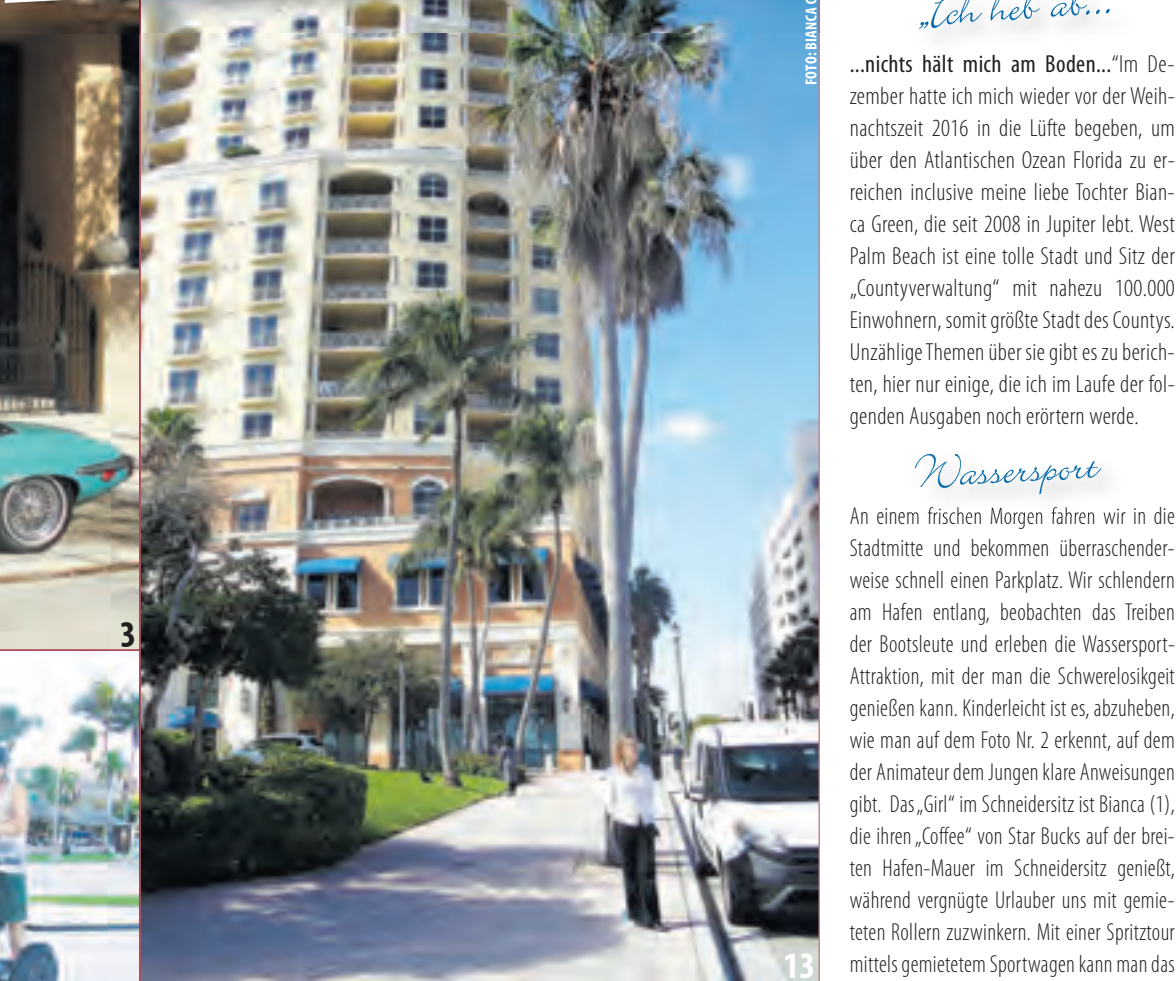 FOTO: BIANCA
3
13
„Ich heb ab...
...nichts hält mich am Boden...“Im De-
zember hatte ich mich wieder vor der Weih-
nachtszeit 2016 in die Lüfte begeben, um
über den Atlantischen Ozean Florida zu er-
reichen inclusive meine liebe Tochter Bian-
ca Green, die seit 2008 in Jupiter lebt. West
Palm Beach ist eine tolle Stadt und Sitz der
„Countyverwaltung“ mit nahezu 100.000
Einwohnern, somit größte Stadt des Countys.
Unzählige Themen über sie gibt es zu berich-
ten, hier nur einige, die ich im Laufe der fol-
genden Ausgaben noch erörtern werde.
Wassersport
An einem frischen Morgen fahren wir in die
Stadtmitte und bekommen überraschender-
weise schnell einen Parkplatz. Wir schlendern
am Hafen entlang, beobachten das Treiben
der Bootsleute und erleben die Wassersport-
Attraktion, mit der man die Schwerelosikgeit
genießen kann. Kinderleicht ist es, abzuheben,
wie man auf dem Foto Nr. 2 erkennt, auf dem
der Animateur dem Jungen klare Anweisungen
gibt. Das „Girl“ im Schneidersitz ist Bianca (1),
die ihren „Coffee“ von Star Bucks auf der brei-
ten Hafen-Mauer im Schneidersitz genießt,
während vergnügte Urlauber uns mit gemie-
teten Rollern zuzwinkern. Mit einer Spritztour
mittels gemietetem Sportwagen kann man das